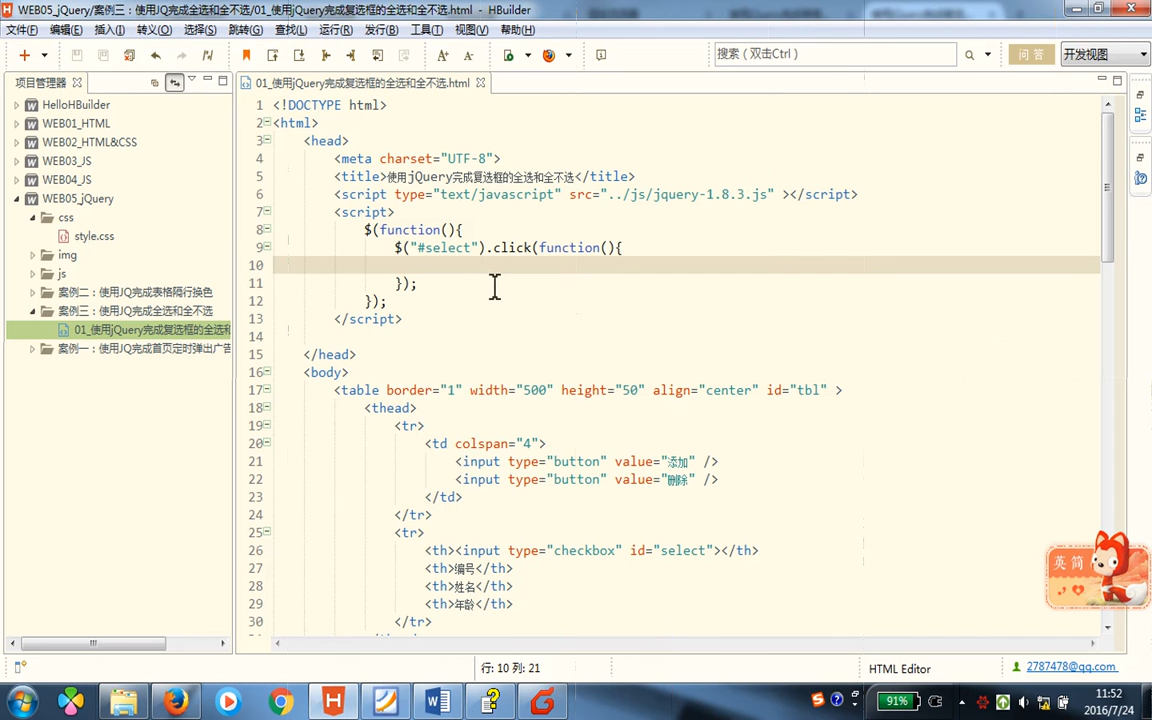 WEB05_jQuery/案例三：使用JQ完成全选和全不选/01_使用jQuery完成复选框的全选和全不选.html - HBuilder
文件(F) 编辑(E) 插入(I) 转义(O) 选择(S) 跳转(G) 查找(L) 运行(R) 发行(B) 工具(T) 视图(V) 帮助(H)
搜索（双击Ctrl）
问 答
开发视图
项目管理器
01_使用jQuery完成复选框的全选和全不选.html
HelloHBuilder
WEB01_HTML
WEB02_HTML&CSS
WEB03_JS
WEB04_JS
WEB05_jQuery
css
style.css
img
js
案例二：使用JQ完成表格隔行换色
案例三：使用JQ完成全选和全不选
01_使用jQuery完成复选框的全选和
案例一：使用JQ完成首页定时弹出广告
1 <!DOCTYPE html>
2 <html>
3 <head>
4 <meta charset="UTF-8">
5 <title>使用jQuery完成复选框的全选和全不选</title>
6 <script type="text/javascript" src="../js/jquery-1.8.3.js" ></script>
7 <script>
8 $(function(){
9 $("#select").click(function(){
10
11 });
12 });
13 </script>
14
15 </head>
16 <body>
17 <table border="1" width="500" height="50" align="center" id="tbl" >
18 <thead>
19 <tr>
20 <td colspan="4">
21 <input type="button" value="添加" />
22 <input type="button" value="删除" />
23 </td>
24 </tr>
25 <tr>
26 <th><input type="checkbox" id="select"></th>
27 <th>编号</th>
28 <th>姓名</th>
29 <th>年龄</th>
30 </tr>
英 简
行: 10 列: 21
HTML Editor
2787478@qq.com
91%
11:52
2016/7/24